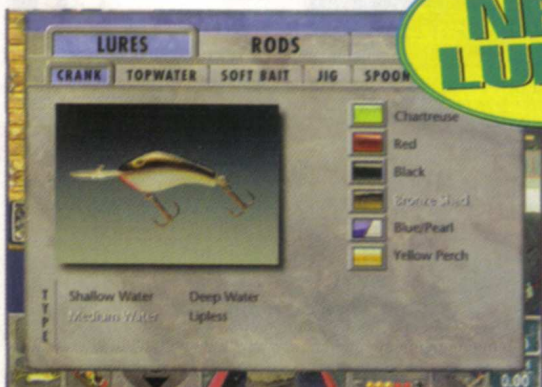 LURES RODS
CRANK TOPWATER SOFT BAIT JIG SPOON
Chartreuse
Red
Black
Bronze Shad
Blue/Pearl
Yellow Perch
TYPE
Shallow Water Deep Water
Medium Water Lipless